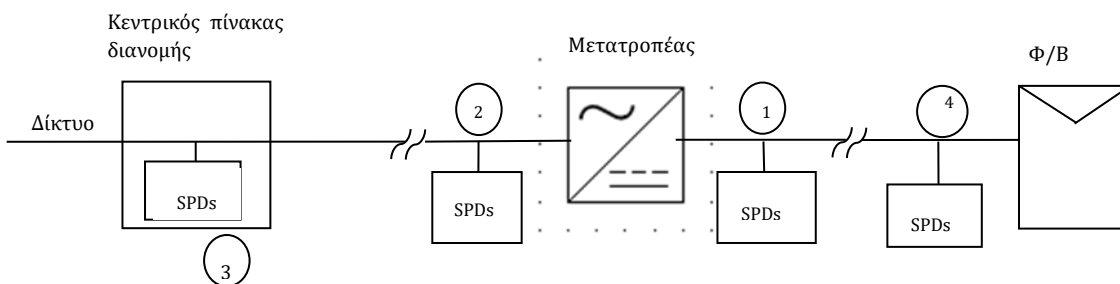 Κεντρικός πίνακας
διανομής
Μετατροπέας
Φ/Β
Δίκτυο
2
1
4
SPDs
SPDs
SPDs
SPDs
3